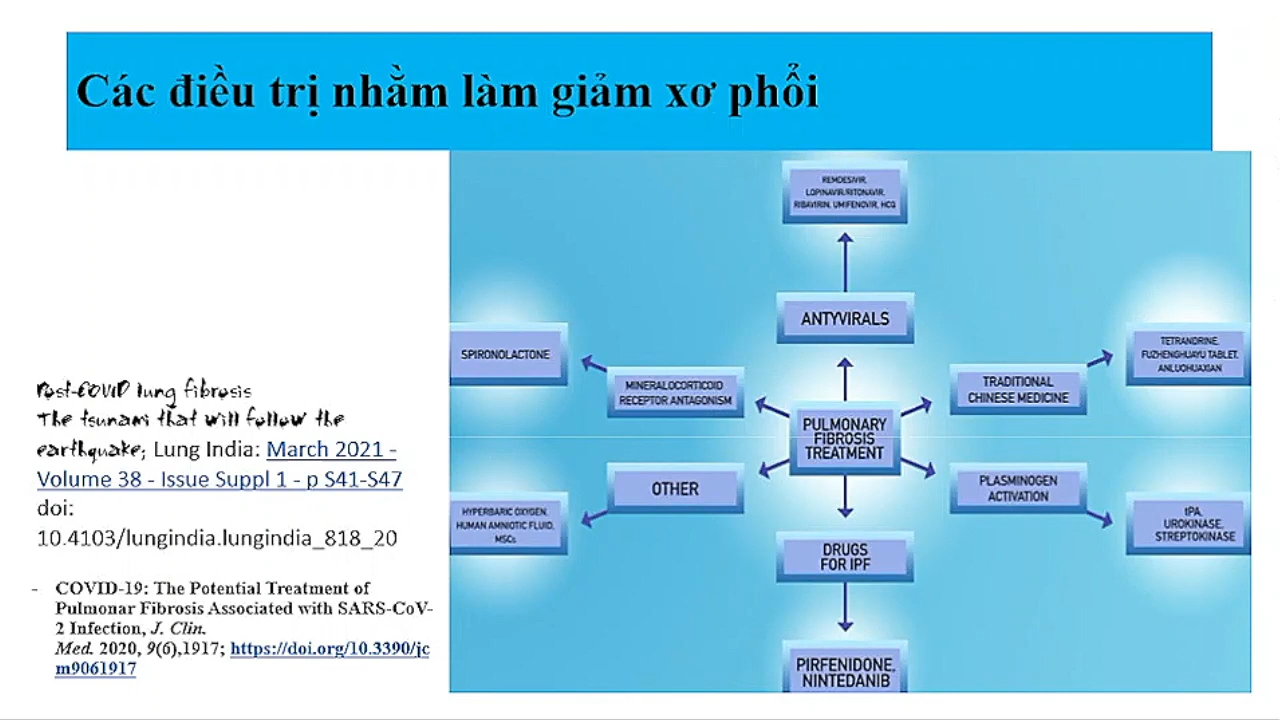 Các điều trị nhằm làm giảm xơ phổi
Post-COVID lung fibrosis
The tsunami that will follow the
earthquake; Lung India: March 2021 -
Volume 38 - Issue Suppl 1 - p S41-S47
doi:
10.4103/lungindia.lungindia_818_20
- COVID-19: The Potential Treatment of
Pulmonar Fibrosis Associated with SARS-CoV-
2 Infection, J. Clin.
Med. 2020, 9(6),1917; https://doi.org/10.3390/jc
m9061917
REMDESIVIR,
LOPINAVIR/RITONAVIR,
RIBAVIRIN, UMIFENOVIR, HCQ
ANTYVIRALS
SPIRONOLACTONE
MINERALOCORTICOID
RECEPTOR ANTAGONISM
TRADITIONAL
CHINESE MEDICINE
TETRANDRINE,
FUZHENGHUAYU TABLET,
ANLUOHUAXIAN
PULMONARY
FIBROSIS
TREATMENT
OTHER
HYPERBARIC OXYGEN,
HUMAN AMNIOTIC FLUID,
MSCs
PLASMINOGEN
ACTIVATION
tPA,
UROKINASE,
STREPTOKINASE
DRUGS
FOR IPF
PIRFENIDONE,
NINTEDANIB